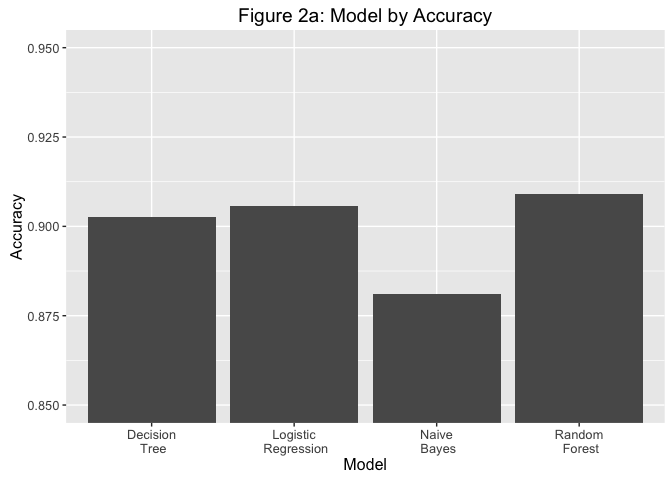 Figure 2a: Model by Accuracy
0.950
0.925
0.900
0.875
0.850
Accuracy
Decision
Tree
Logistic
Regression
Naive
Bayes
Random
Forest
Model